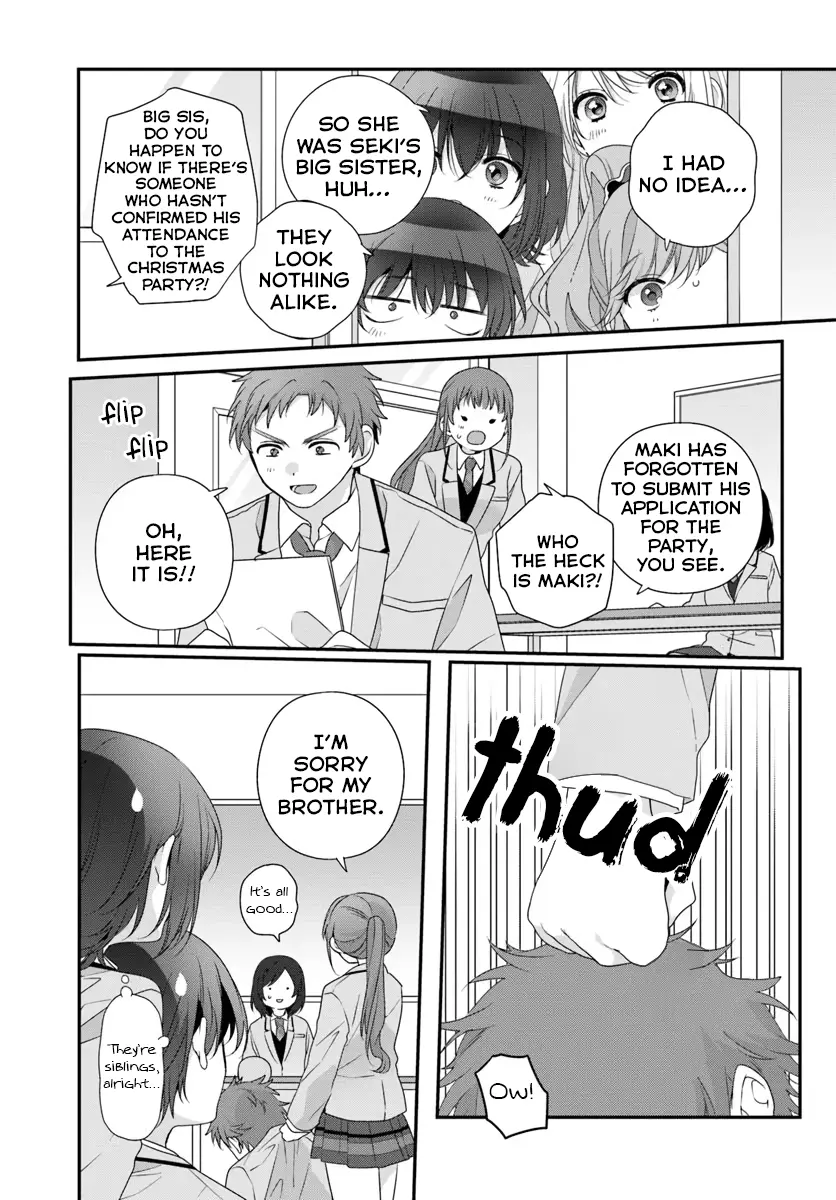 I HAD
NO IDEA...
SO SHE
WAS SEKI'S
BIG SISTER,
HUH...
THEY
LOOK
NOTHING
ALIKE.
BIG SIS,
DO YOU
HAPPEN TO
KNOW IF THERE'S
SOMEONE
WHO HASN'T
CONFIRMED HIS
ATTENDANCE
TO THE
CHRISTMAS
PARTY?!
MAKI HAS
FORGOTTEN
TO SUBMIT HIS
APPLICATION
FOR THE
PARTY,
YOU SEE.
WHO
THE HECK
IS MAKI?!
flip
flip
OH,
HERE
IT IS!!
thud
Ow!
I'M
SORRY
FOR MY
BROTHER.
It's all
Good...
They're
siblings,
alright...